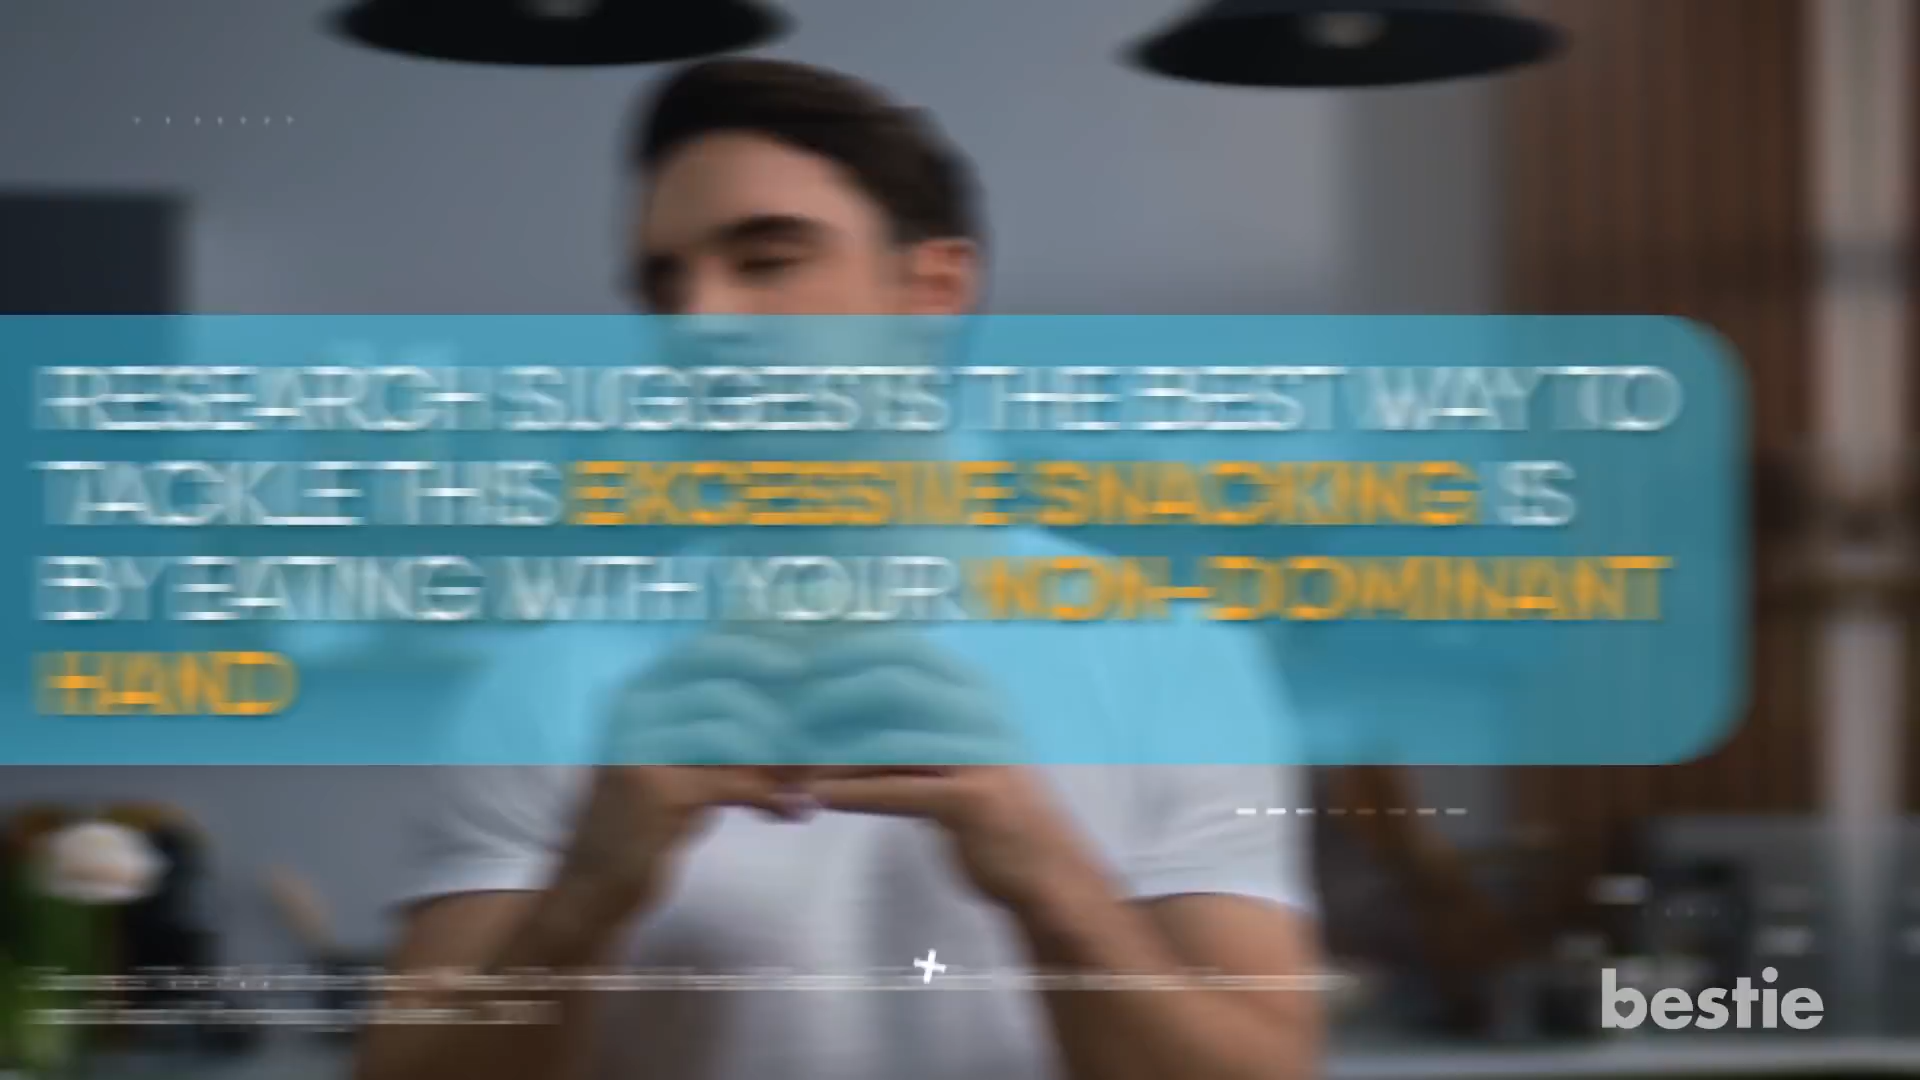 RESEARCH SUGGESTS THE BEST WAY TO
TACKLE THIS EXCESSIVE SNACKING IS
BY EATING WITH YOUR NON-DOMINANT
HAND
bestie